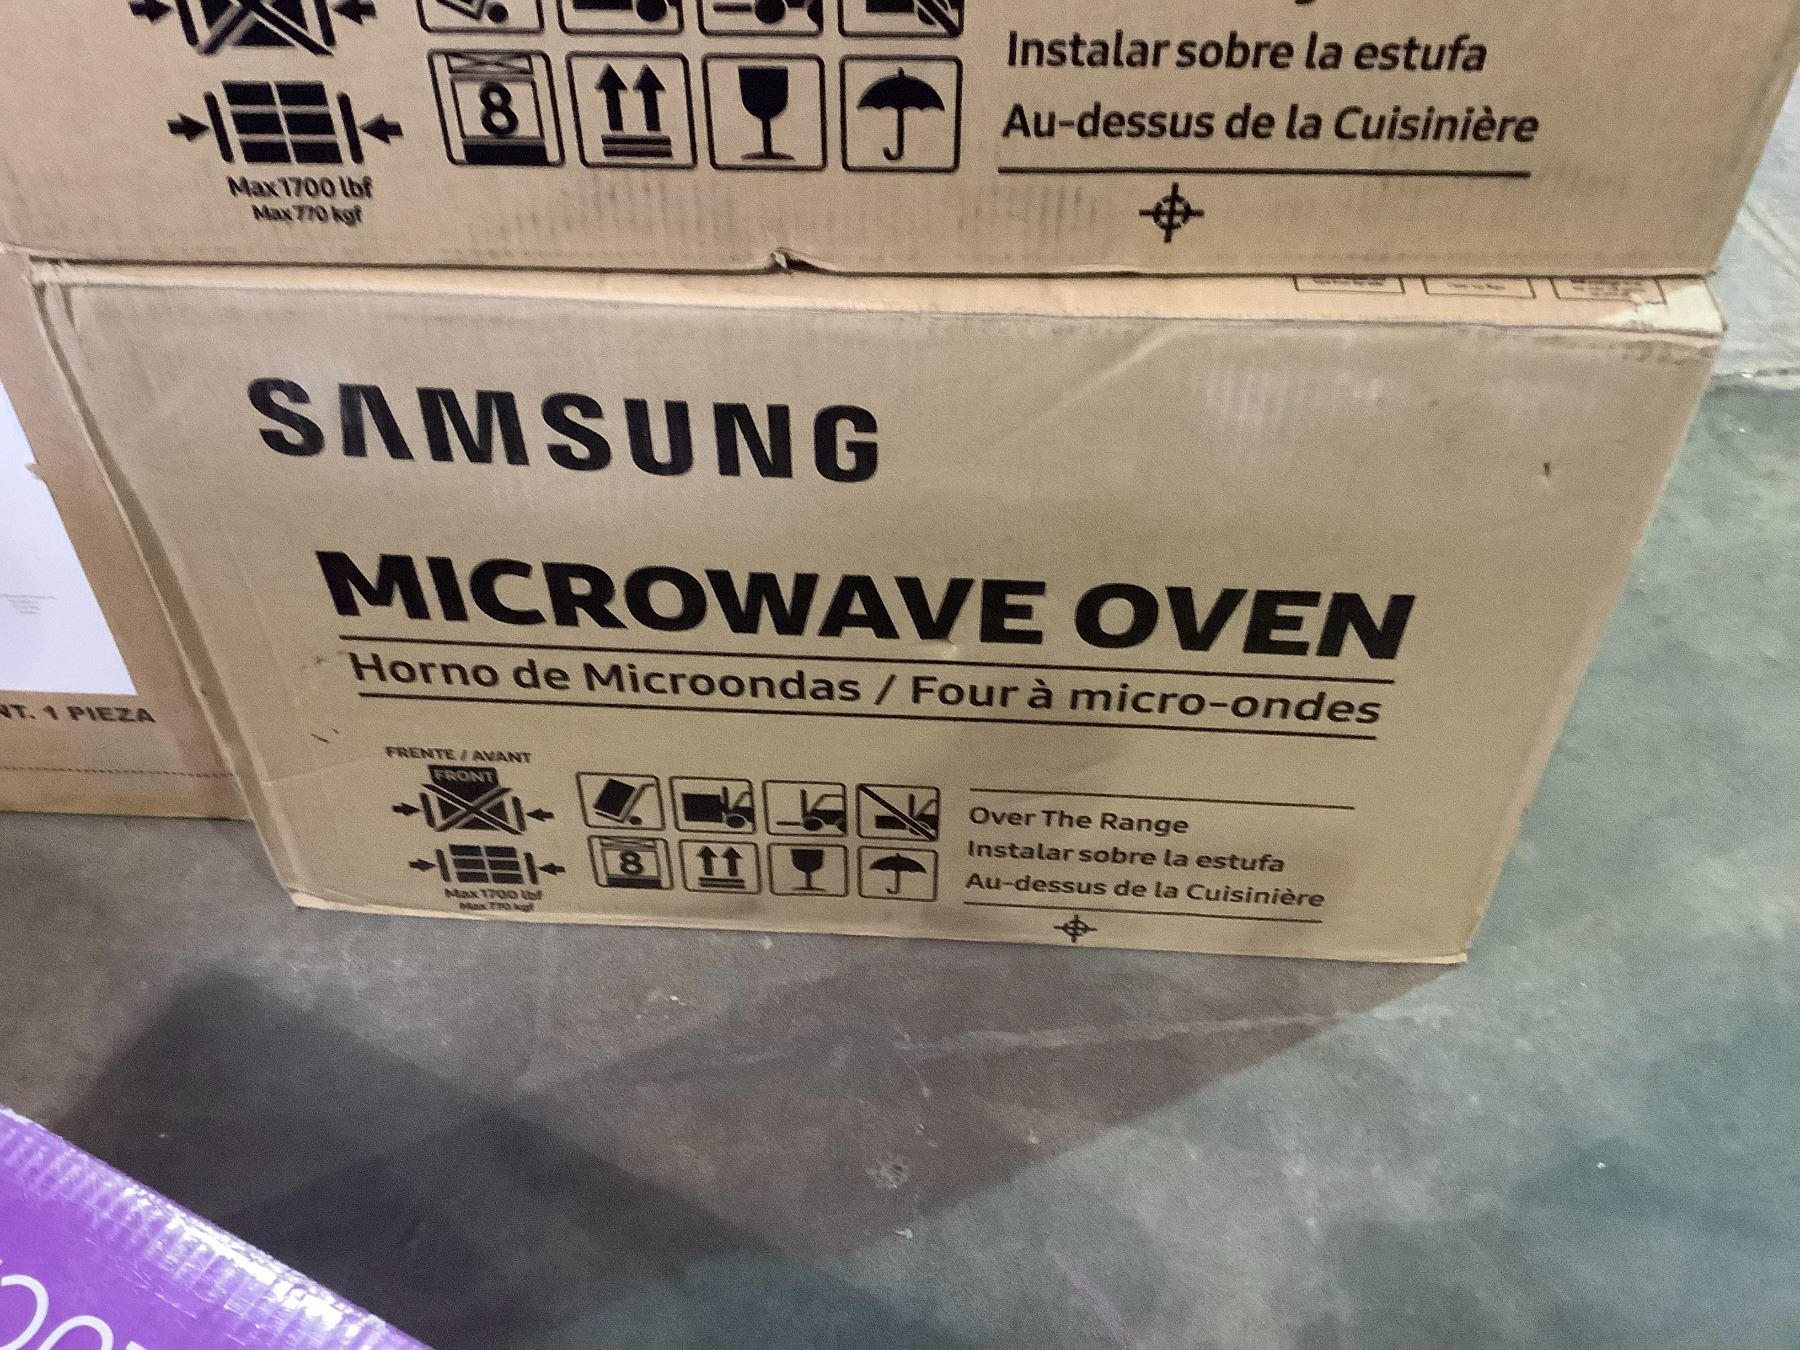 Instalar sobre la estufa
Au-dessus de la Cuisinière
8
Max 1700 lbf
Max 770 kgf
SAMSUNG
MICROWAVE OVEN
Horno de Microondas / Four à micro-ondes
NT. 1 PIEZA
FRENTE / AVANT
FRONT
8
Max 1700 lbf
Max 770 kgf
Over The Range
Instalar sobre la estufa
Au-dessus de la Cuisinière